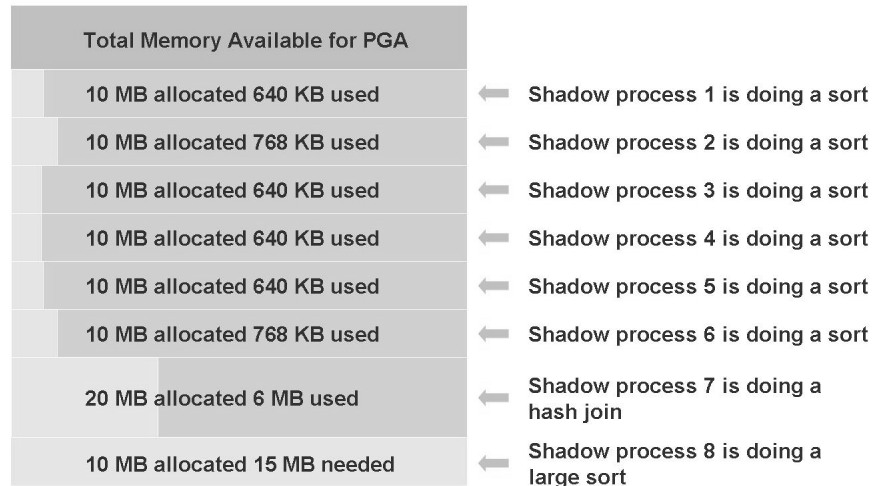 Total Memory Available for PGA
10 MB allocated 640 KB used
Shadow process 1 is doing a sort
10 MB allocated 768 KB used
Shadow process 2 is doing a sort
10 MB allocated 640 KB used
Shadow process 3 is doing a sort
10 MB allocated 640 KB used
Shadow process 4 is doing a sort
10 MB allocated 640 KB used
Shadow process 5 is doing a sort
10 MB allocated 768 KB used
Shadow process 6 is doing a sort
20 MB allocated 6 MB used
Shadow process 7 is doing a
hash join
10 MB allocated 15 MB needed
Shadow process 8 is doing a
large sort